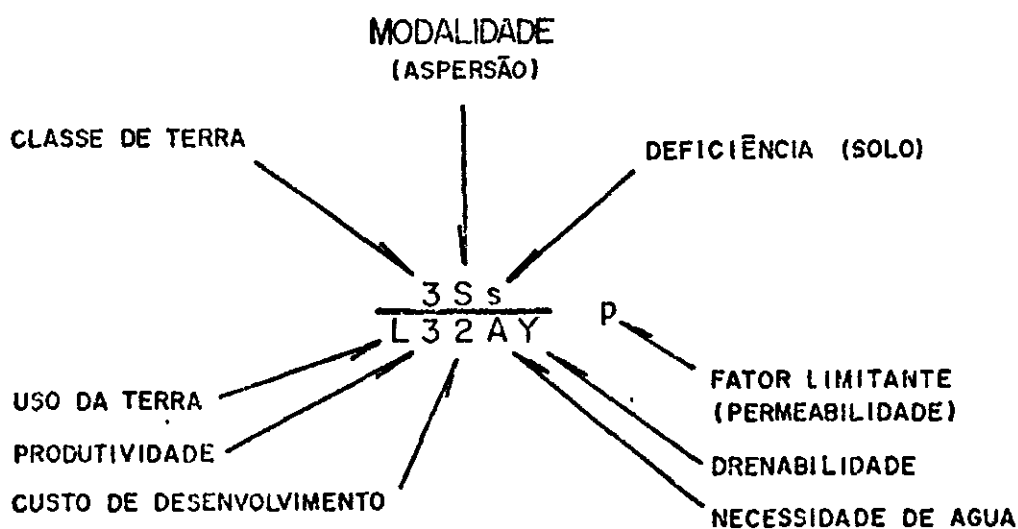 MODALIDADE
(ASPERSÃO)
CLASSE DE TERRA
DEFICIÊNCIA (SOLO)
3 S s
L 3 2 A Y
p
USO DA TERRA
PRODUTIVIDADE
CUSTO DE DESENVOLVIMENTO
FATOR LIMITANTE
(PERMEABILIDADE)
DRENABILIDADE
NECESSIDADE DE AGUA